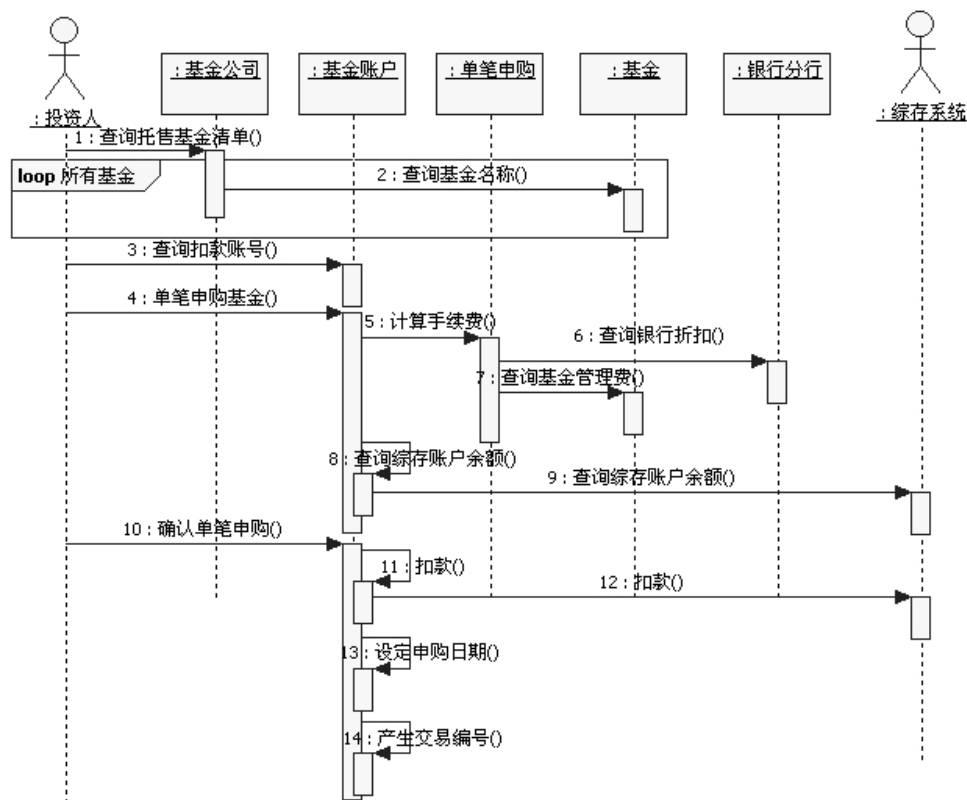 : 基金公司
: 基金账户
: 单笔申购
: 基金
: 银行分行
: 投资人
: 综存系统
1 : 查询托售基金清单()
loop 所有基金
2 : 查询基金名称()
3 : 查询扣款账号()
4 : 单笔申购基金()
5 : 计算手续费()
6 : 查询银行折扣()
7 : 查询基金管理费()
8 : 查询综存账户余额()
9 : 查询综存账户余额()
10 : 确认单笔申购()
11 : 扣款()
12 : 扣款()
13 : 设定申购日期()
14 : 产生交易编号()